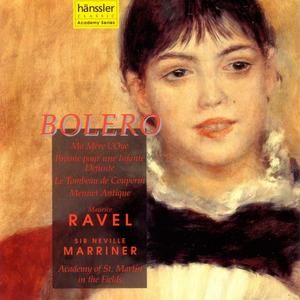 hänssler
CLASSIC
Academy Series
BOLERO
Ma Mère L'Oye
Pavane pour une Infante
Défunte
Le Tombeau de Couperin
Menuet Antique
Maurice
RAVEL
SIR NEVILLE
MARRINER
Academy of St. Martin
in the Fields